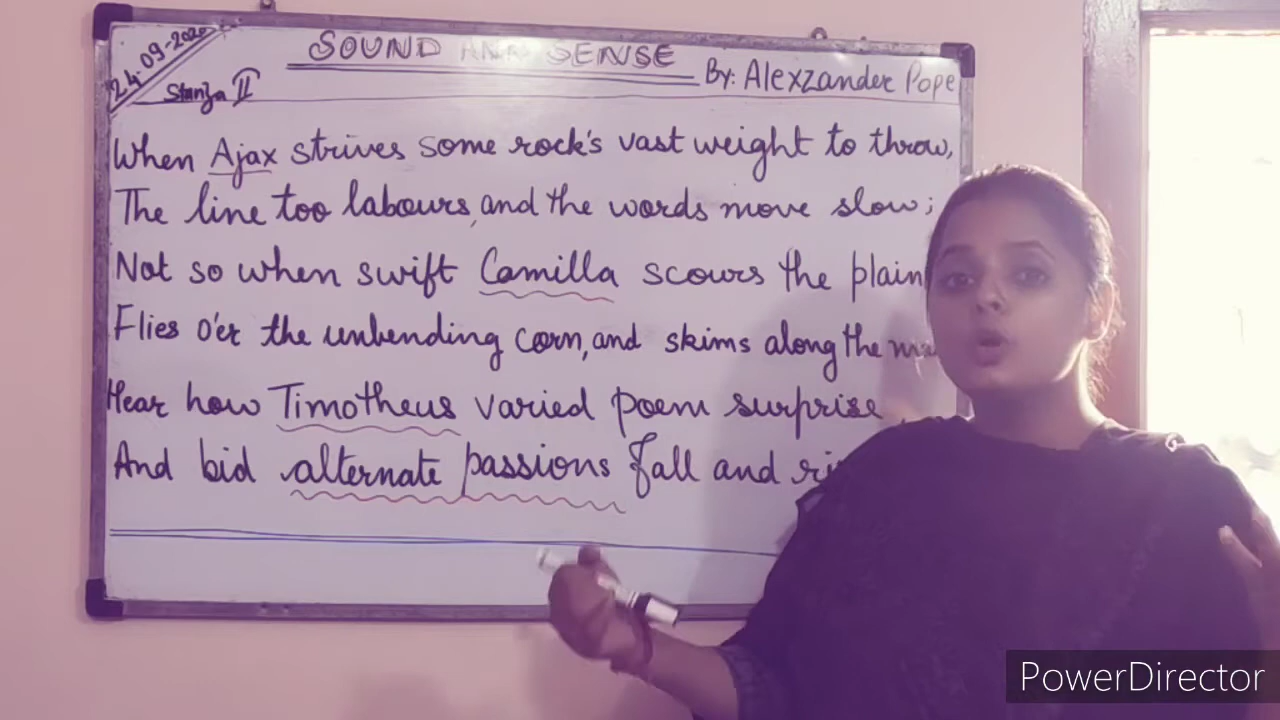 24.09-2020
SOUND AND SENSE
By: Alexzander Pope
Stanza II
When Ajax strives some rock's vast weight to throw,
The line too labours, and the words move slow;
Not so when swift Camilla scours the plain
Flies o'er the unbending corn, and skims along the
Hear how Timotheus varied poem surprise
And bid alternate passions fall and
PowerDirector